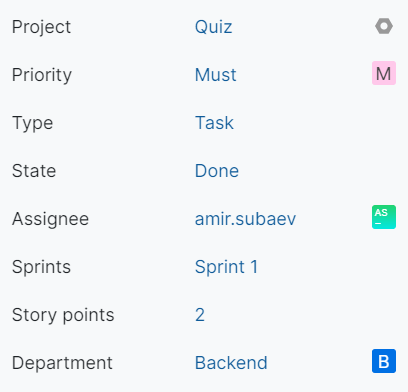 Project Quiz
Priority Must M
Type Task
State Done
Assignee amir.subaev AS
Sprints Sprint 1
Story points 2
Department Backend B